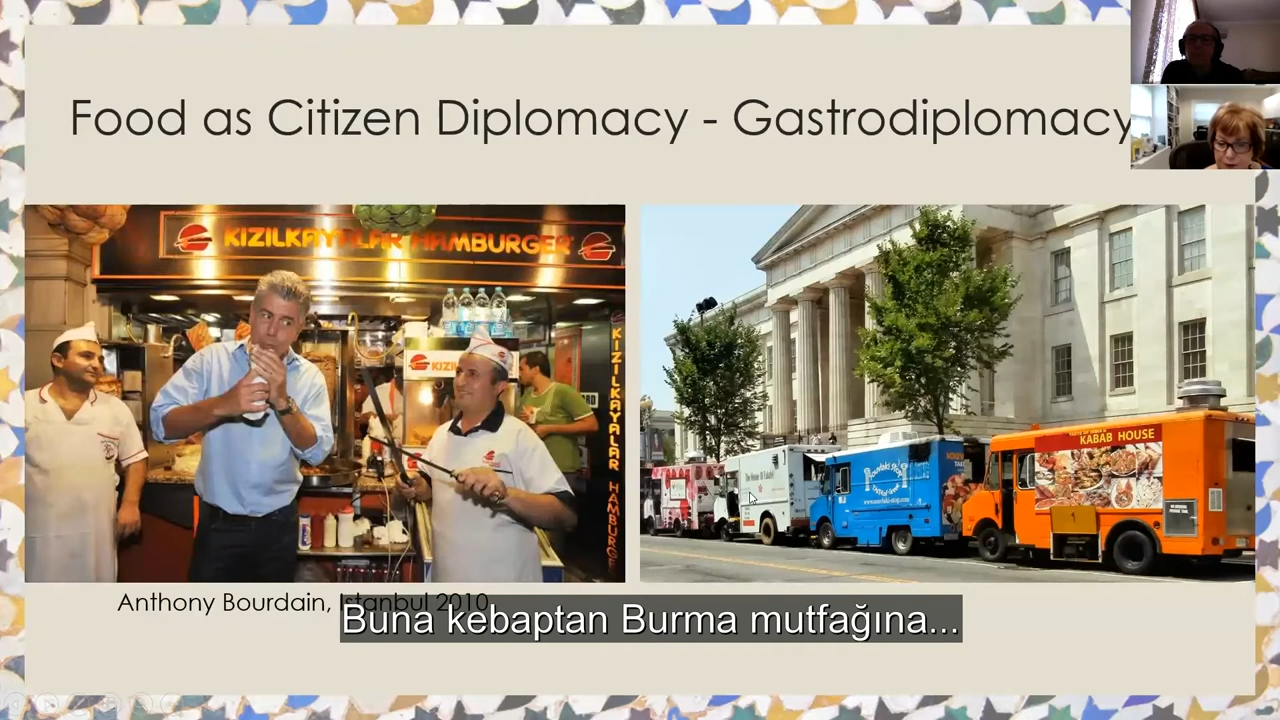 Food as Citizen Diplomacy - Gastrodiplomacy
KIZILKAYALAR HAMBURGER
KIZILKAYALAR HAMBURGER
KABAB HOUSE
Anthony Bourdain, Istanbul 2010
Buna kebaptan Burma mutfağına...